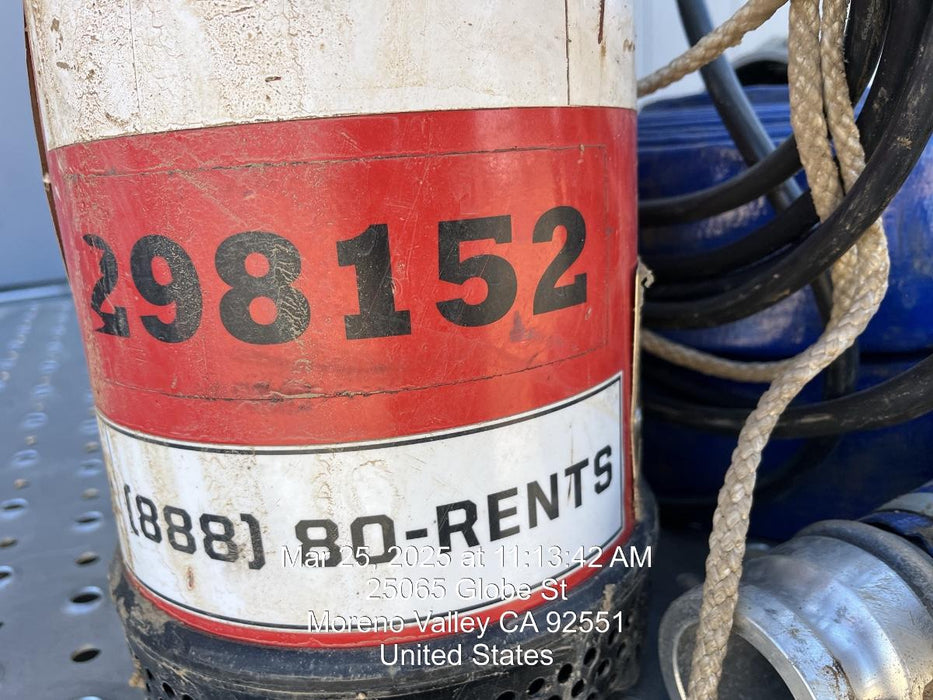 298152
(888) 80-RENTS
Mar 25, 2025 at 11:13:42 AM
25065 Globe St
Moreno Valley CA 92551
United States